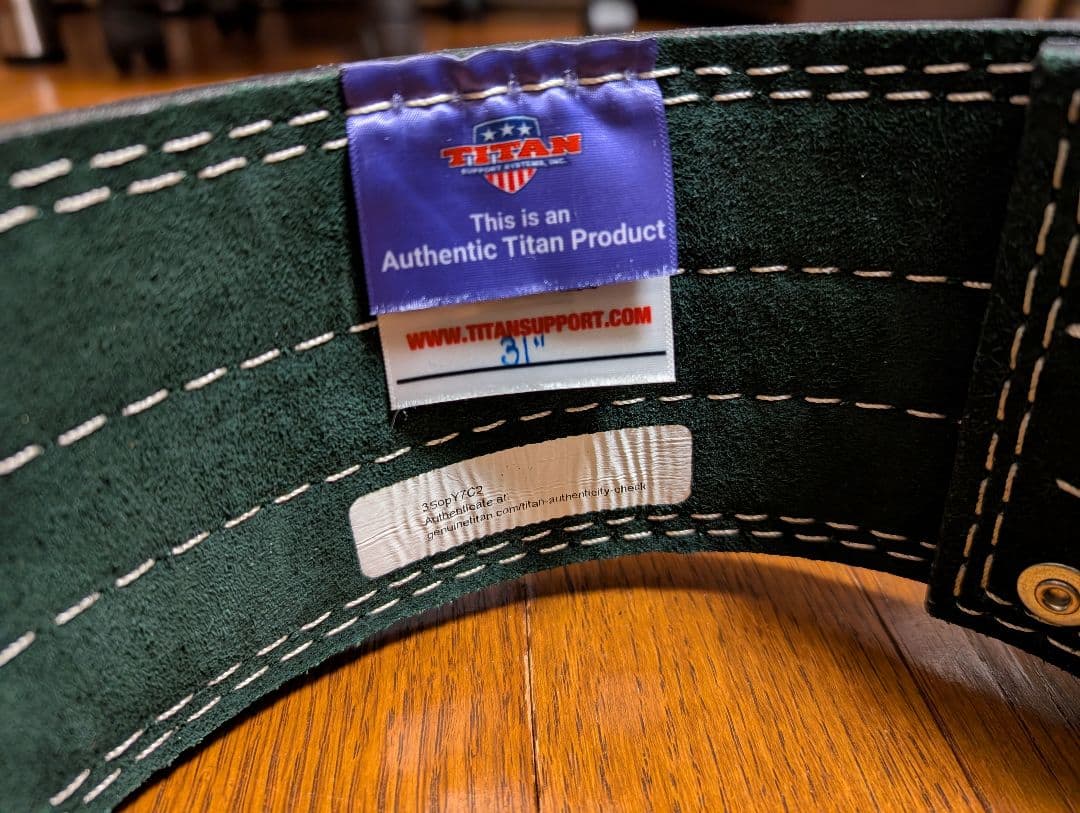 TITAN
SUPPORT SYSTEMS, INC.
This is an
Authentic Titan Product
WWW.TITANSUPPORT.COM
31"
3SopY7C2
Authenticate at
genuinetitan.com/titan-authenticity-check